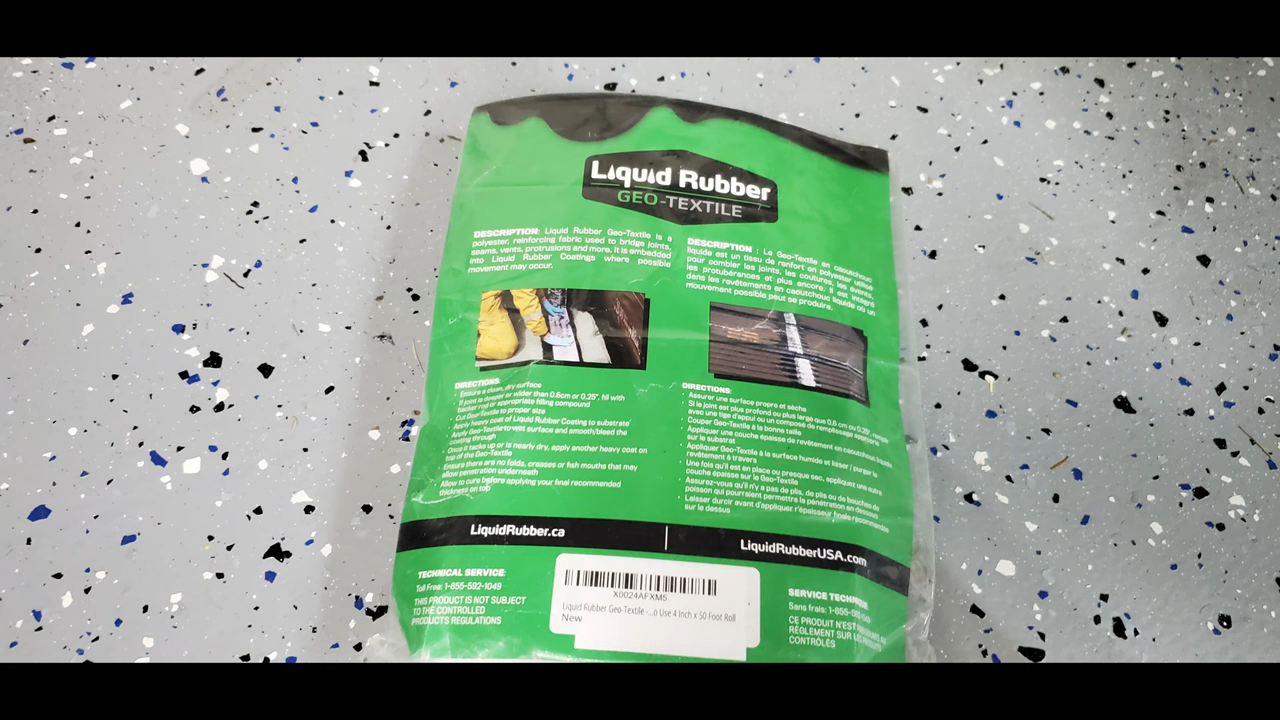 Liquid Rubber
GEO-TEXTILE
DESCRIPTION: Liquid Rubber Geo-Textile is a
polyester, reinforcing fabric used to bridge joints,
seams, vents, protrusions and more. It is embedded
into Liquid Rubber Coatings where possible
movement may occur.
DESCRIPTION : Le Geo-Textile en caoutchouc
liquide est un tissu de renfort en polyester utilisé
pour combler les joints, les coutures, les évents,
les protubérances et plus encore. Il est intégré
dans les revêtements en caoutchouc liquide où un
mouvement possible peut se produire.
DIRECTIONS:
· Ensure a clean, dry surface
· If joint is deeper or wider than 0.6cm or 0.25", fill with
backer rod or appropriate filling compound
· Cut Geo-Textile to proper size
· Apply heavy coat of Liquid Rubber Coating to substrate
· Apply Geo-Textile to wet surface and smooth/bleed the
coating through
· Once it tacks up or is nearly dry, apply another heavy coat on
top of the Geo-Textile
· Ensure there are no folds, creases or fish mouths that may
allow penetration underneath
· Allow to cure before applying your final recommended
thickness on top
DIRECTIONS:
· Assurer une surface propre et sèche
· Si le joint est plus profond ou plus large que 0.6 cm ou 0.25", remplir
avec une tige d'appui ou un composé de remplissage approprié
· Couper Geo-Textile à la bonne taille
· Appliquer une couche épaisse de revêtement en caoutchouc liquide
sur le substrat
· Appliquer Geo-Textile à la surface humide et lisser / purger le
revêtement à travers
· Une fois qu'il est en place ou presque sec, appliquez une autre
couche épaisse sur le Geo-Textile
· Assurez-vous qu'il n'y a pas de plis, de plis ou de bouches de
poisson qui pourraient permettre la pénétration en dessous
· Laisser durcir avant d'appliquer l'épaisseur finale recommandée
sur le dessus
LiquidRubber.ca
LiquidRubberUSA.com
TECHNICAL SERVICE:
Toll Free: 1-855-592-1049
THIS PRODUCT IS NOT SUBJECT
TO THE CONTROLLED
PRODUCTS REGULATIONS
X0024AFXM5
Liquid Rubber Geo-Textile -...o Use 4 Inch x 50 Foot Roll
New
SERVICE TECHNIQUE
Sans frais: 1-855-
CE PRODUIT N'EST
RÈGLEMENT SUR
CONTRÔLÉS